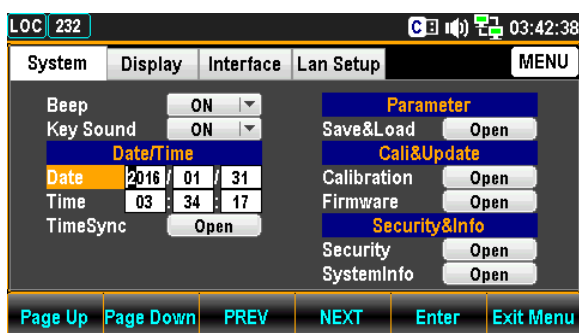 LOC 232 C 03:42:38
System Display Interface Lan Setup MENU
Beep ON
Key Sound ON
Date/Time
Date 2016 / 01 / 31
Time 03 : 34 : 17
TimeSync Open
Parameter
Save&Load Open
Cali&Update
Calibration Open
Firmware Open
Security&Info
Security Open
SystemInfo Open
Page Up Page Down PREV NEXT Enter Exit Menu